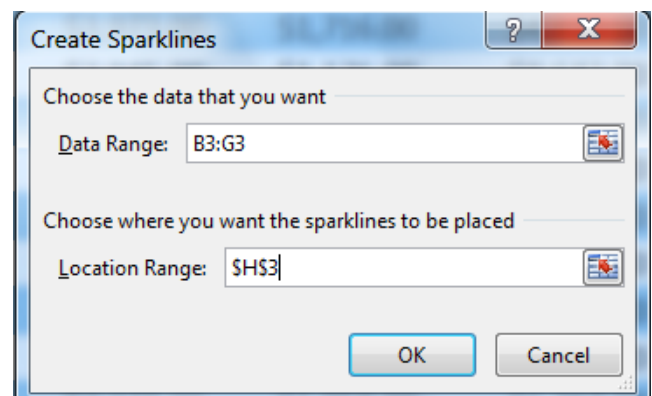 Create Sparklines
?
X
Choose the data that you want
Data Range: B3:G3
Choose where you want the sparklines to be placed
Location Range: $H$3
OK Cancel